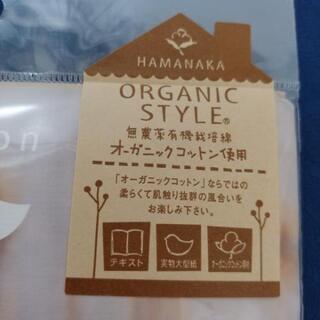 HAMANAKA
ORGANIC
STYLE®
無農薬有機栽培綿
オーガニックコットン使用
「オーガニックコットン」ならではの
柔らくて肌触り抜群の風合いを
お楽しみ下さい。
テキスト
実物大型紙
オーガニックコットン
on